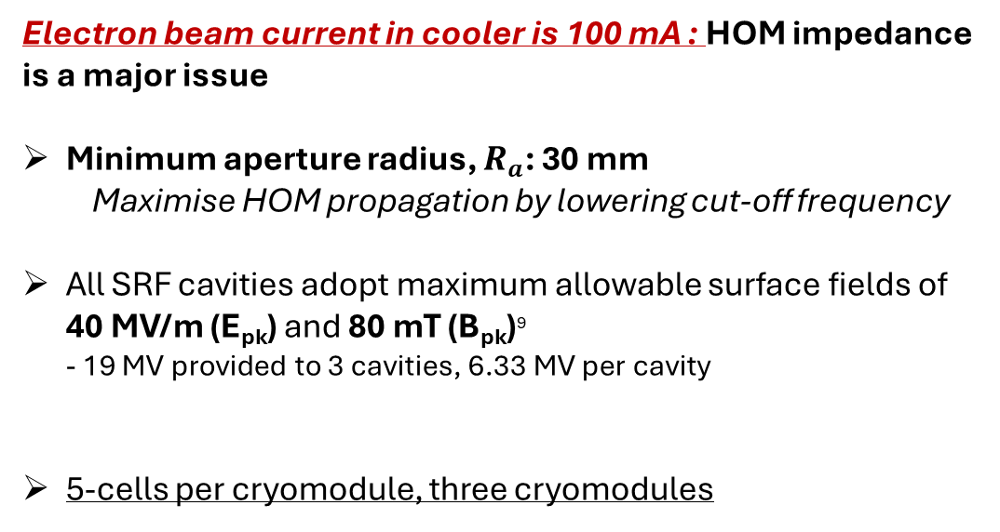 Electron beam current in cooler is 100 mA : HOM impedance
is a major issue
➢ Minimum aperture radius, Rₐ: 30 mm
Maximise HOM propagation by lowering cut-off frequency
➢ All SRF cavities adopt maximum allowable surface fields of
40 MV/m (Epk) and 80 mT (Bpk)⁹
- 19 MV provided to 3 cavities, 6.33 MV per cavity
➢ 5-cells per cryomodule, three cryomodules